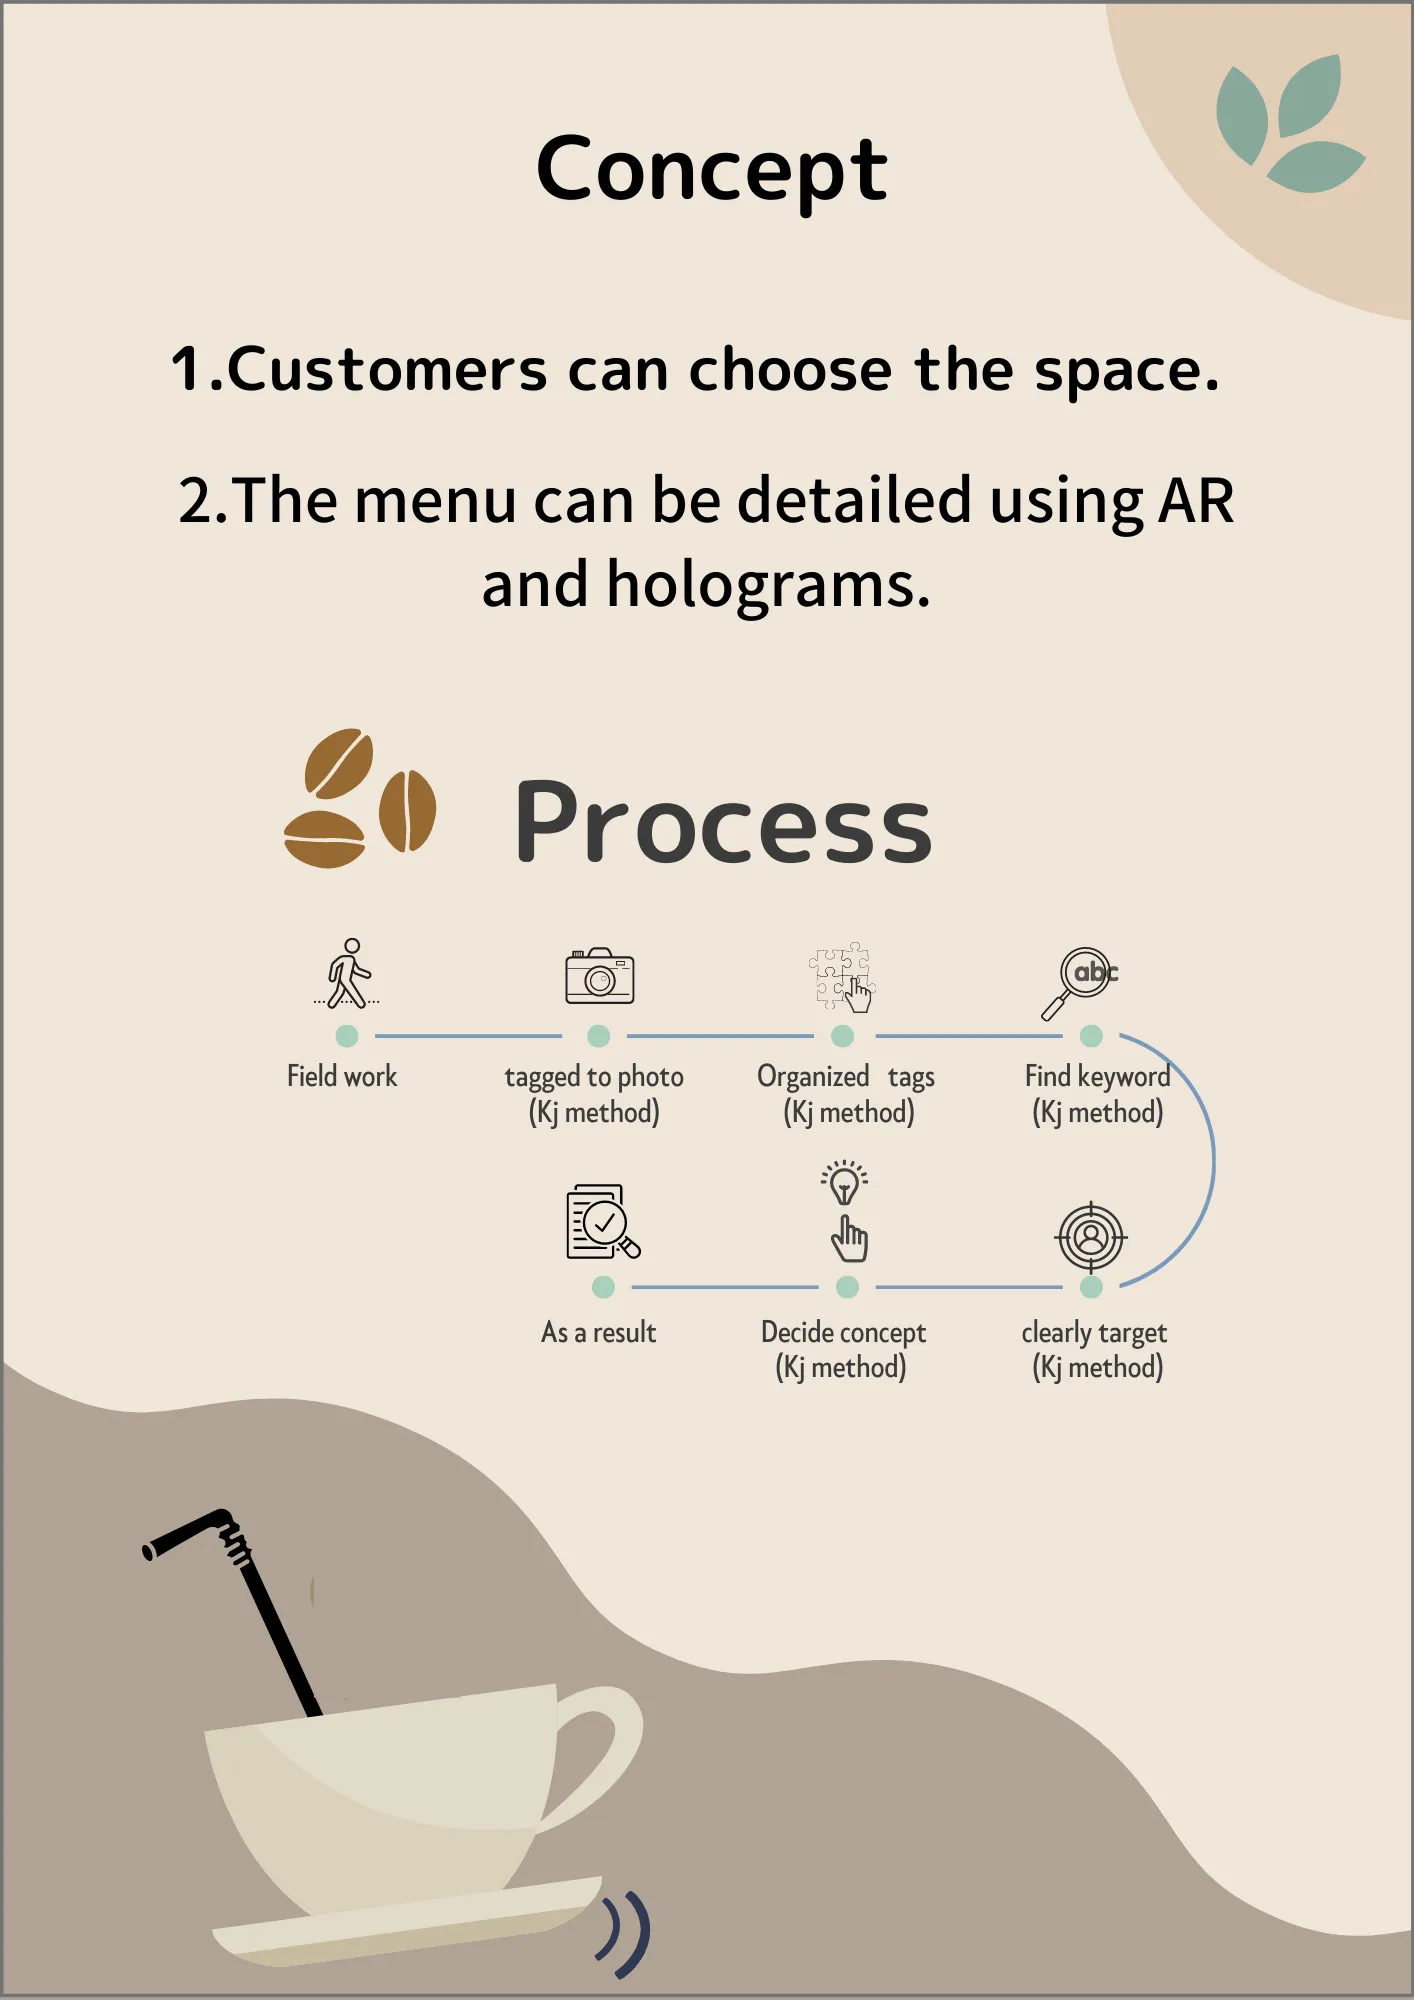 Concept
1.Customers can choose the space.
2.The menu can be detailed using AR
and holograms.
Process
abc
Field work
tagged to photo
(Kj method)
Organized tags
(Kj method)
Find keyword
(Kj method)
clearly target
(Kj method)
Decide concept
(Kj method)
As a result